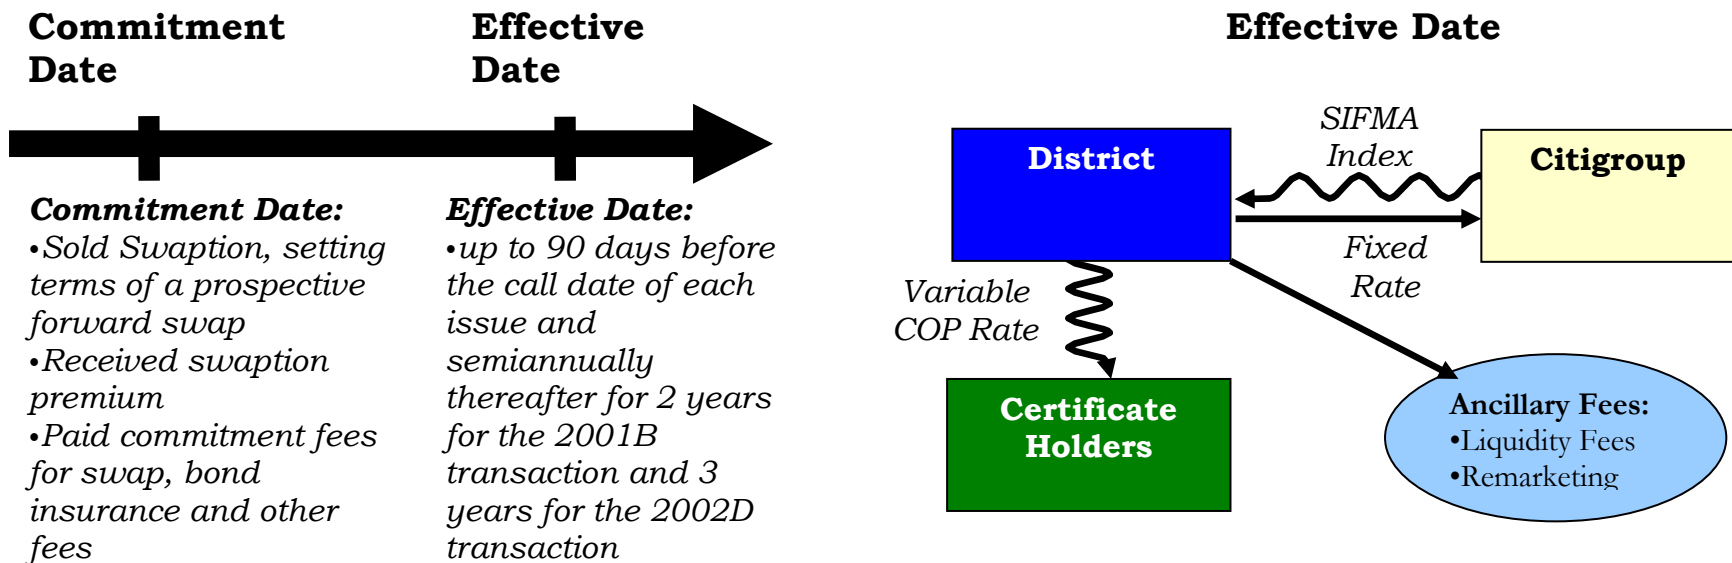 Commitment
Date
Effective
Date
Commitment Date:
•Sold Swaption, setting
terms of a prospective
forward swap
•Received swaption
premium
•Paid commitment fees
for swap, bond
insurance and other
fees
Effective Date:
•up to 90 days before
the call date of each
issue and
semiannually
thereafter for 2 years
for the 2001B
transaction and 3
years for the 2002D
transaction
Effective Date
District
SIFMA
Index
Citigroup
Fixed
Rate
Variable
COP Rate
Certificate
Holders
Ancillary Fees:
•Liquidity Fees
•Remarketing